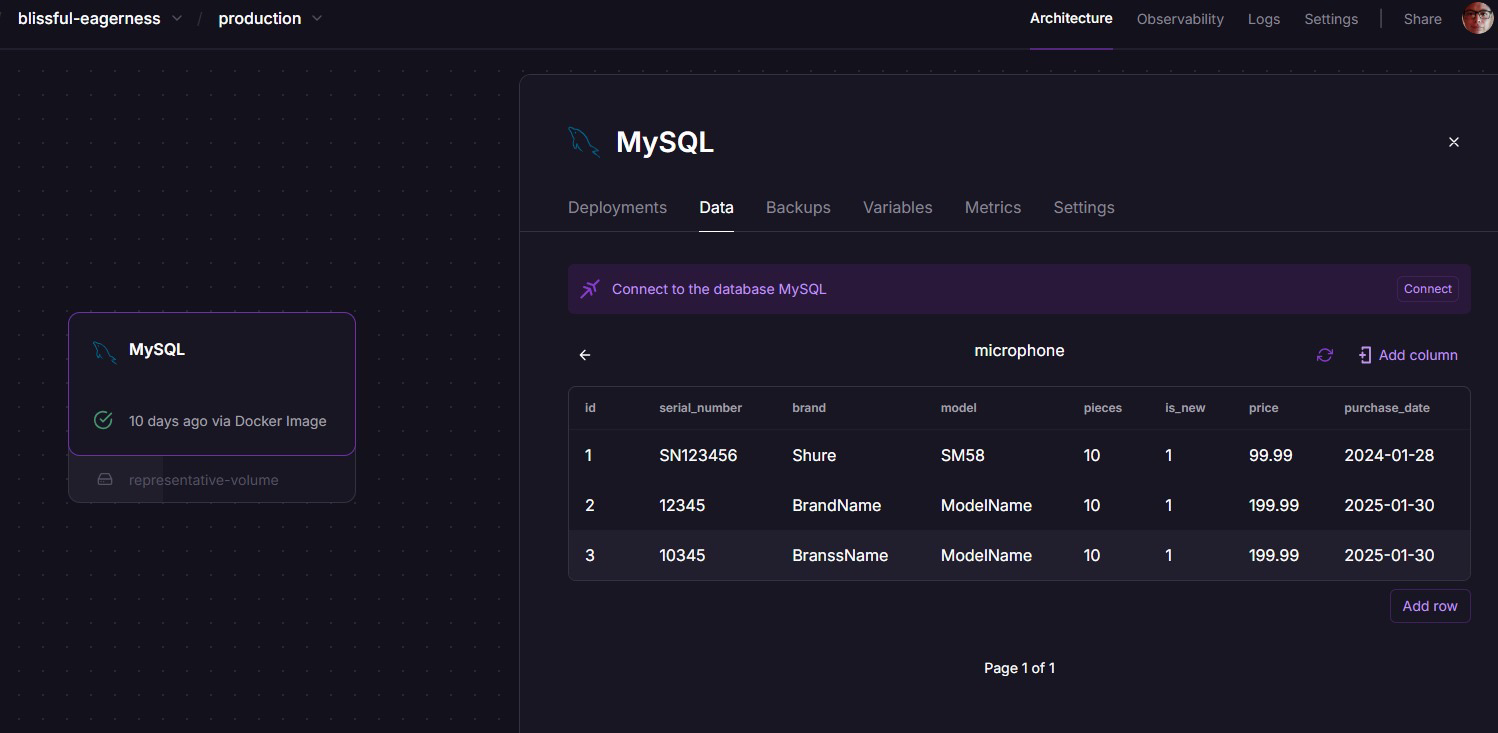 blissful-eagerness / production Architecture Observability Logs Settings | Share
MySQL
Deployments Data Backups Variables Metrics Settings
Connect to the database MySQL Connect
MySQL
10 days ago via Docker Image
representative-volume
microphone Add column
id serial_number brand model pieces is_new price purchase_date
1 SN123456 Shure SM58 10 1 99.99 2024-01-28
2 12345 BrandName ModelName 10 1 199.99 2025-01-30
3 10345 BranssName ModelName 10 1 199.99 2025-01-30
Add row
Page 1 of 1